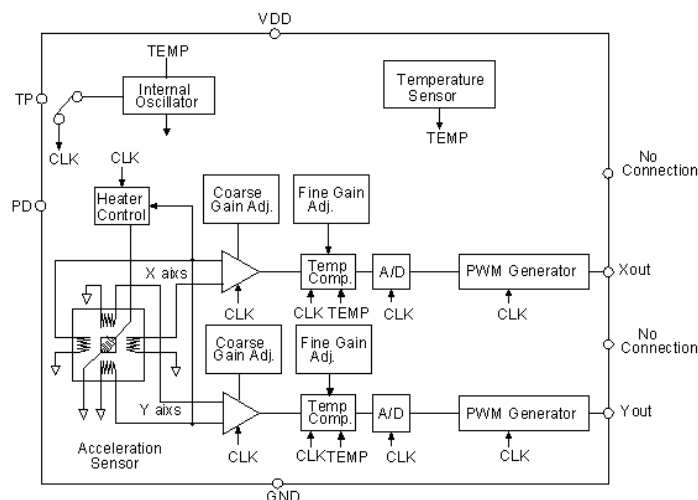 VDD
TEMP
Internal
Oscillator
Temperature
Sensor
TP
TEMP
CLK
CLK
No
Connection
Heater
Control
Coarse
Gain Adj.
Fine Gain
Adj.
PD
X aixs
Temp
Comp.
A/D
PWM Generator
Xout
CLK
CLK
TEMP
CLK
CLK
Coarse
Gain Adj.
Fine Gain
Adj.
No
Connection
Y aixs
Temp
Comp.
A/D
PWM Generator
Yout
Acceleration
Sensor
CLK
CLK
TEMP
CLK
CLK
GND